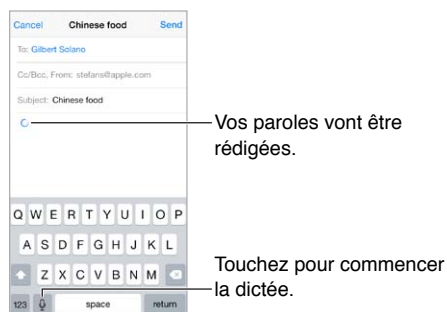 Cancel Chinese food Send
To: Gilbert Solano
Cc/Bcc, From: stefans@apple.com
Subject: Chinese food
Vos paroles vont être
rédigées.
Q W E R T Y U I O P
A S D F G H J K L
Z X C V B N M
Touchez pour commencer
la dictée.
123 space return